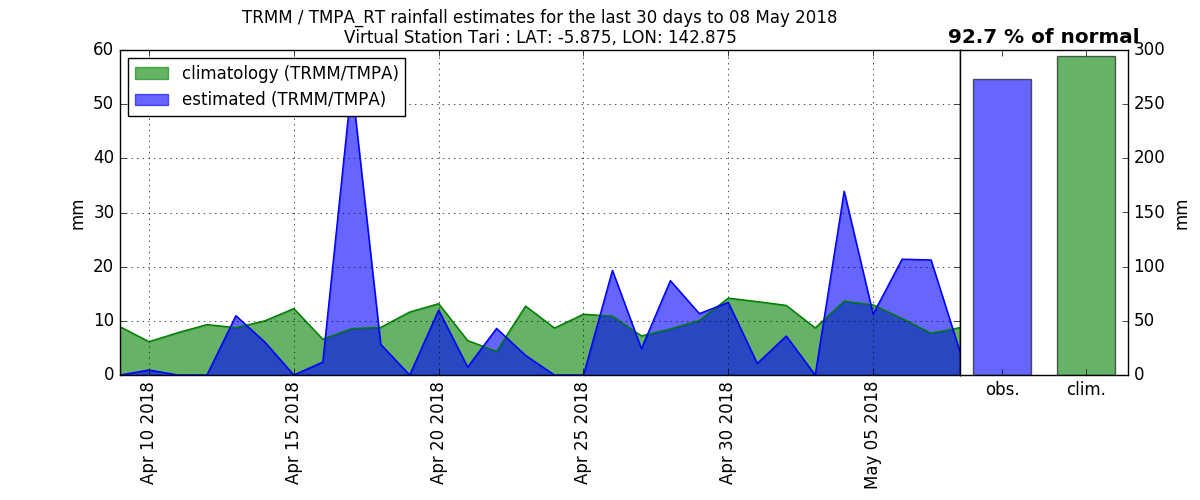 TRMM / TMPA_RT rainfall estimates for the last 30 days to 08 May 2018
Virtual Station Tari : LAT: -5.875, LON: 142.875
92.7 % of normal
climatology (TRMM/TMPA)
estimated (TRMM/TMPA)
mm
60
50
40
30
20
10
0
Apr 10 2018
Apr 15 2018
Apr 20 2018
Apr 25 2018
Apr 30 2018
May 05 2018
obs.
clim.
300
250
200
150
100
50
0
mm